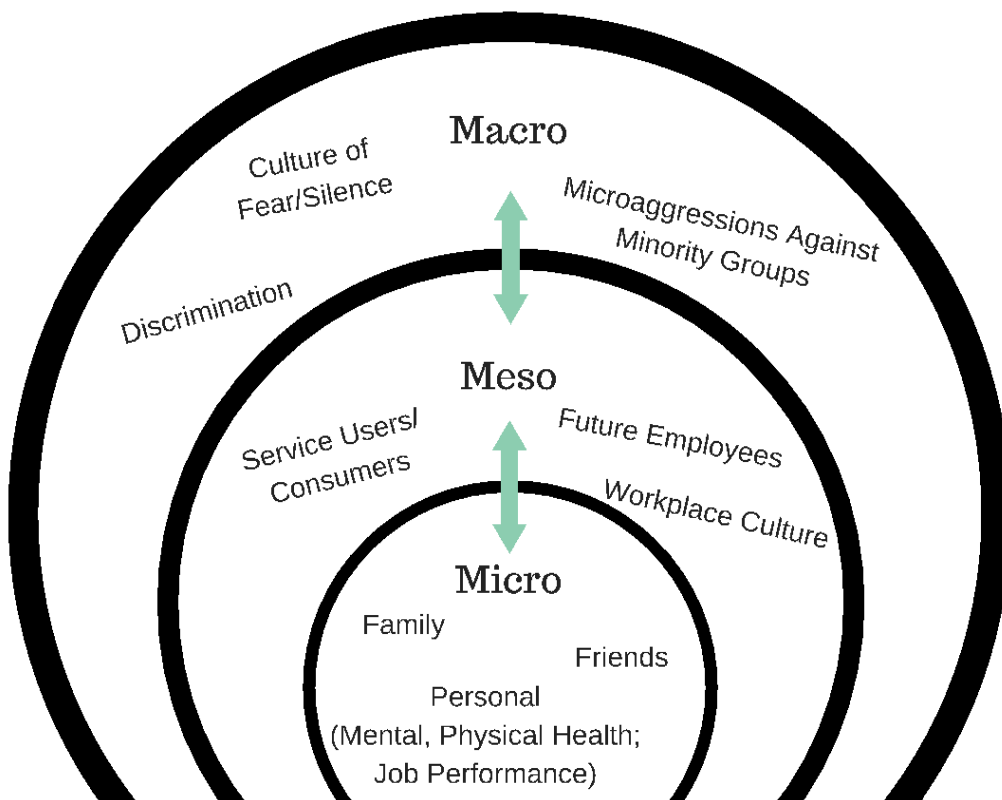 Macro
Culture of
Fear/Silence
Microaggressions Against
Minority Groups
Discrimination
Meso
Service Users/
Consumers
Future Employees
Workplace Culture
Micro
Family
Friends
Personal
(Mental, Physical Health;
Job Performance)